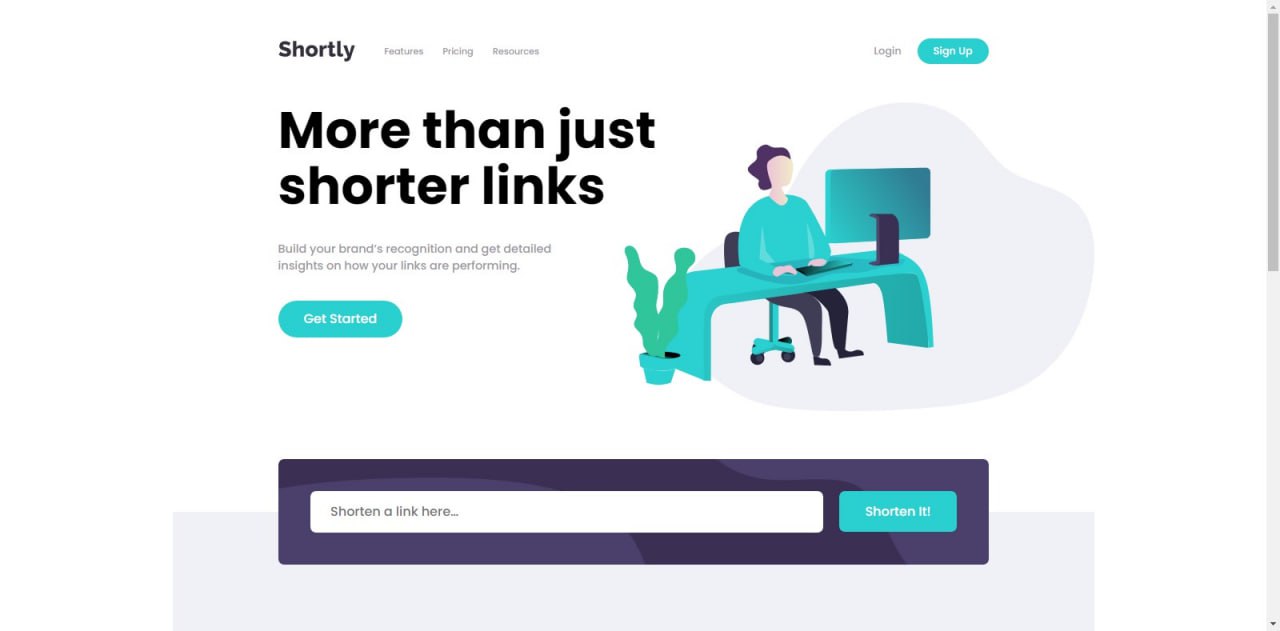 Shortly Features Pricing Resources Login Sign Up
More than just
shorter links
Build your brand's recognition and get detailed
insights on how your links are performing.
Get Started
Shorten a link here... Shorten It!